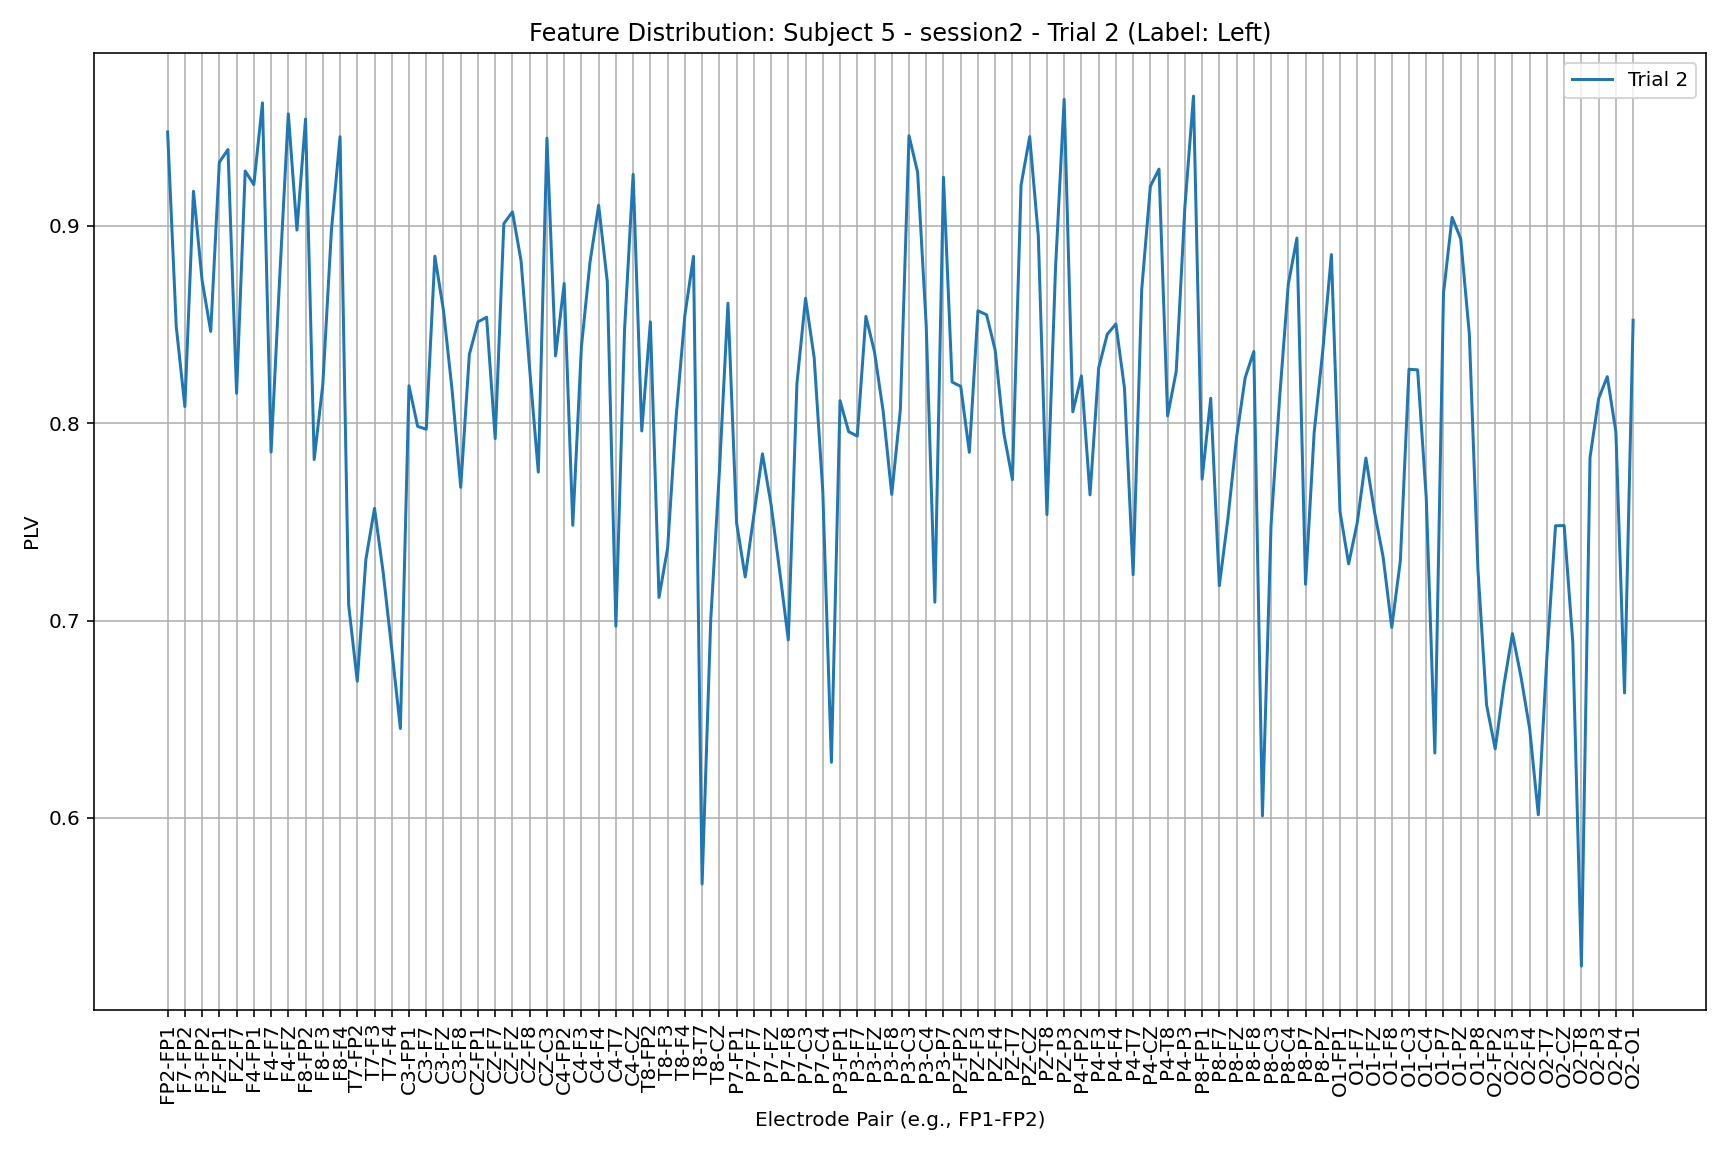 Feature Distribution: Subject 5 - session2 - Trial 2 (Label: Left)
Trial 2
PLV
0.9
0.8
0.7
0.6
FP2-FP1
F7-FP2
F3-FP2
FZ-FP1
FZ-F7
F4-FP1
F4-F7
F4-FZ
F8-FP2
F8-F3
F8-F4
T7-FP2
T7-F3
T7-F4
C3-FP1
C3-F7
C3-FZ
C3-F8
CZ-FP1
CZ-F7
CZ-FZ
CZ-F8
CZ-C3
C4-FP2
C4-F3
C4-F4
C4-T7
C4-CZ
T8-FP2
T8-F3
T8-F4
T8-T7
T8-CZ
P7-FP1
P7-F7
P7-FZ
P7-F8
P7-C3
P7-C4
P3-FP1
P3-F7
P3-FZ
P3-F8
P3-C3
P3-C4
P3-P7
PZ-FP2
PZ-F3
PZ-F4
PZ-T7
PZ-CZ
PZ-T8
PZ-P3
P4-FP2
P4-F3
P4-F4
P4-T7
P4-CZ
P4-T8
P4-P3
P8-FP1
P8-F7
P8-FZ
P8-F8
P8-C3
P8-C4
P8-P7
P8-PZ
O1-FP1
O1-F7
O1-FZ
O1-F8
O1-C3
O1-C4
O1-P7
O1-PZ
O1-P8
O2-FP2
O2-F3
O2-F4
O2-T7
O2-CZ
O2-T8
O2-P3
O2-P4
O2-O1
Electrode Pair (e.g., FP1-FP2)